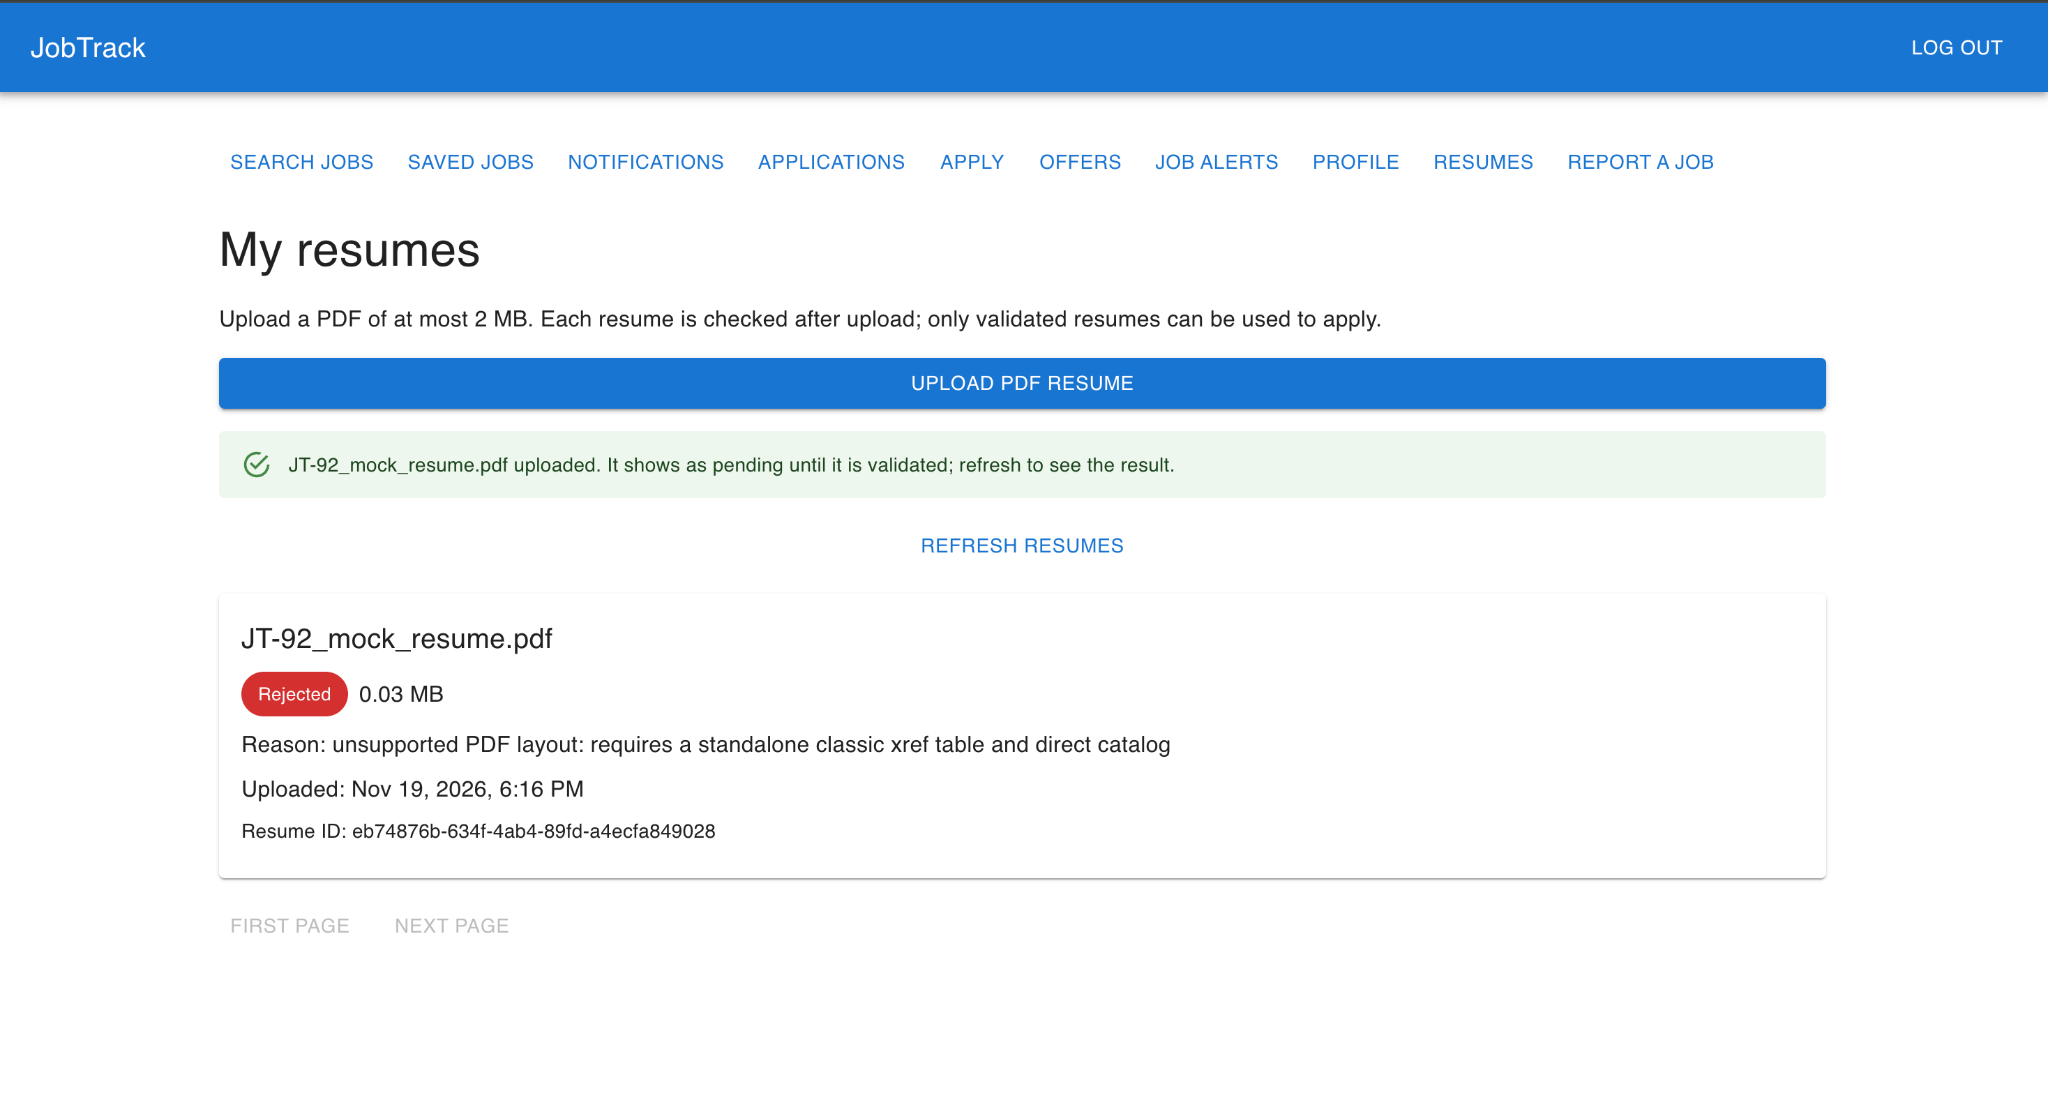 JobTrack
LOG OUT
SEARCH JOBS SAVED JOBS NOTIFICATIONS APPLICATIONS APPLY OFFERS JOB ALERTS PROFILE RESUMES REPORT A JOB
My resumes
Upload a PDF of at most 2 MB. Each resume is checked after upload; only validated resumes can be used to apply.
UPLOAD PDF RESUME
JT-92_mock_resume.pdf uploaded. It shows as pending until it is validated; refresh to see the result.
REFRESH RESUMES
JT-92_mock_resume.pdf
Rejected 0.03 MB
Reason: unsupported PDF layout: requires a standalone classic xref table and direct catalog
Uploaded: Nov 19, 2026, 6:16 PM
Resume ID: eb74876b-634f-4ab4-89fd-a4ecfa849028
FIRST PAGE NEXT PAGE